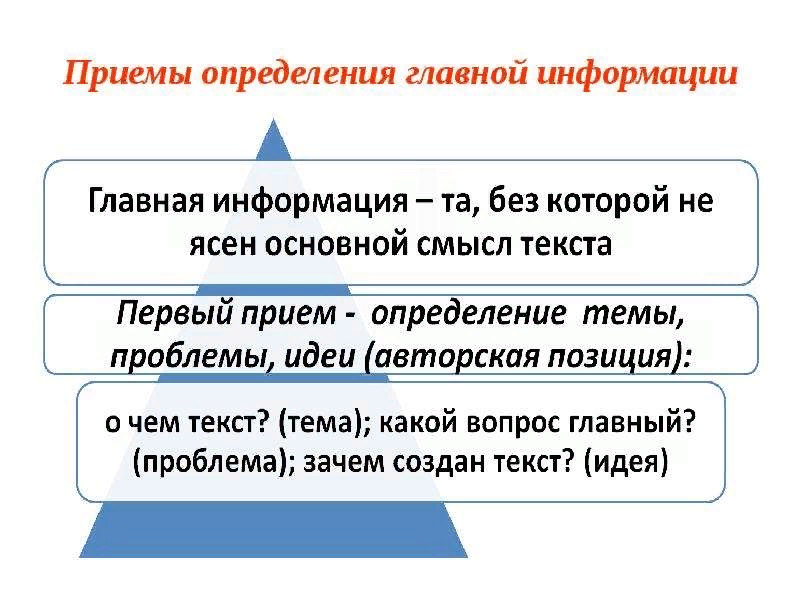 Приемы определения главной информации
Главная информация – та, без которой не
ясен основной смысл текста
Первый прием - определение темы,
проблемы, идеи (авторская позиция):
о чем текст? (тема); какой вопрос главный?
(проблема); зачем создан текст? (идея)